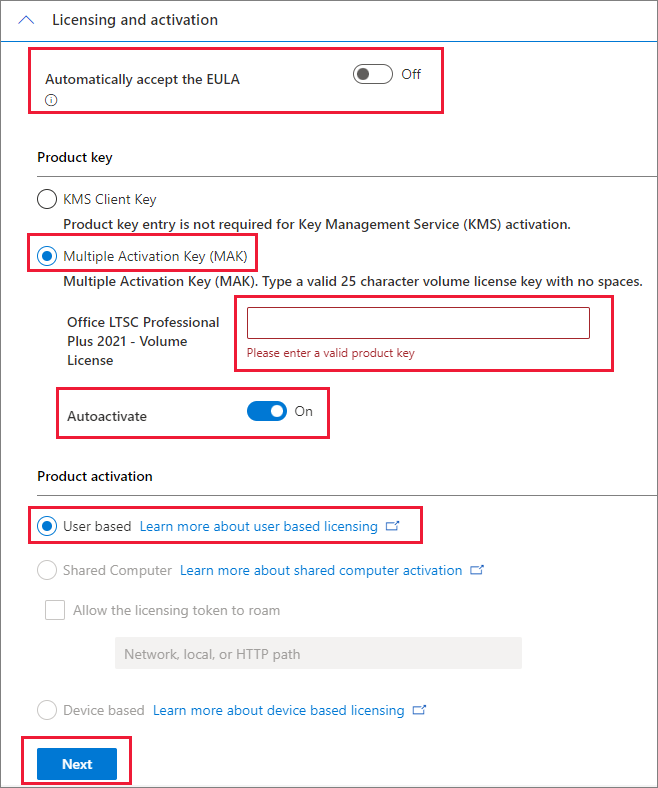 Licensing and activation
Automatically accept the EULA
Off
Product key
KMS Client Key
Product key entry is not required for Key Management Service (KMS) activation.
Multiple Activation Key (MAK)
Multiple Activation Key (MAK). Type a valid 25 character volume license key with no spaces.
Office LTSC Professional
Plus 2021 - Volume
License
Please enter a valid product key
Autoactivate
On
Product activation
User based Learn more about user based licensing
Shared Computer Learn more about shared computer activation
Allow the licensing token to roam
Network, local, or HTTP path
Device based Learn more about device based licensing
Next